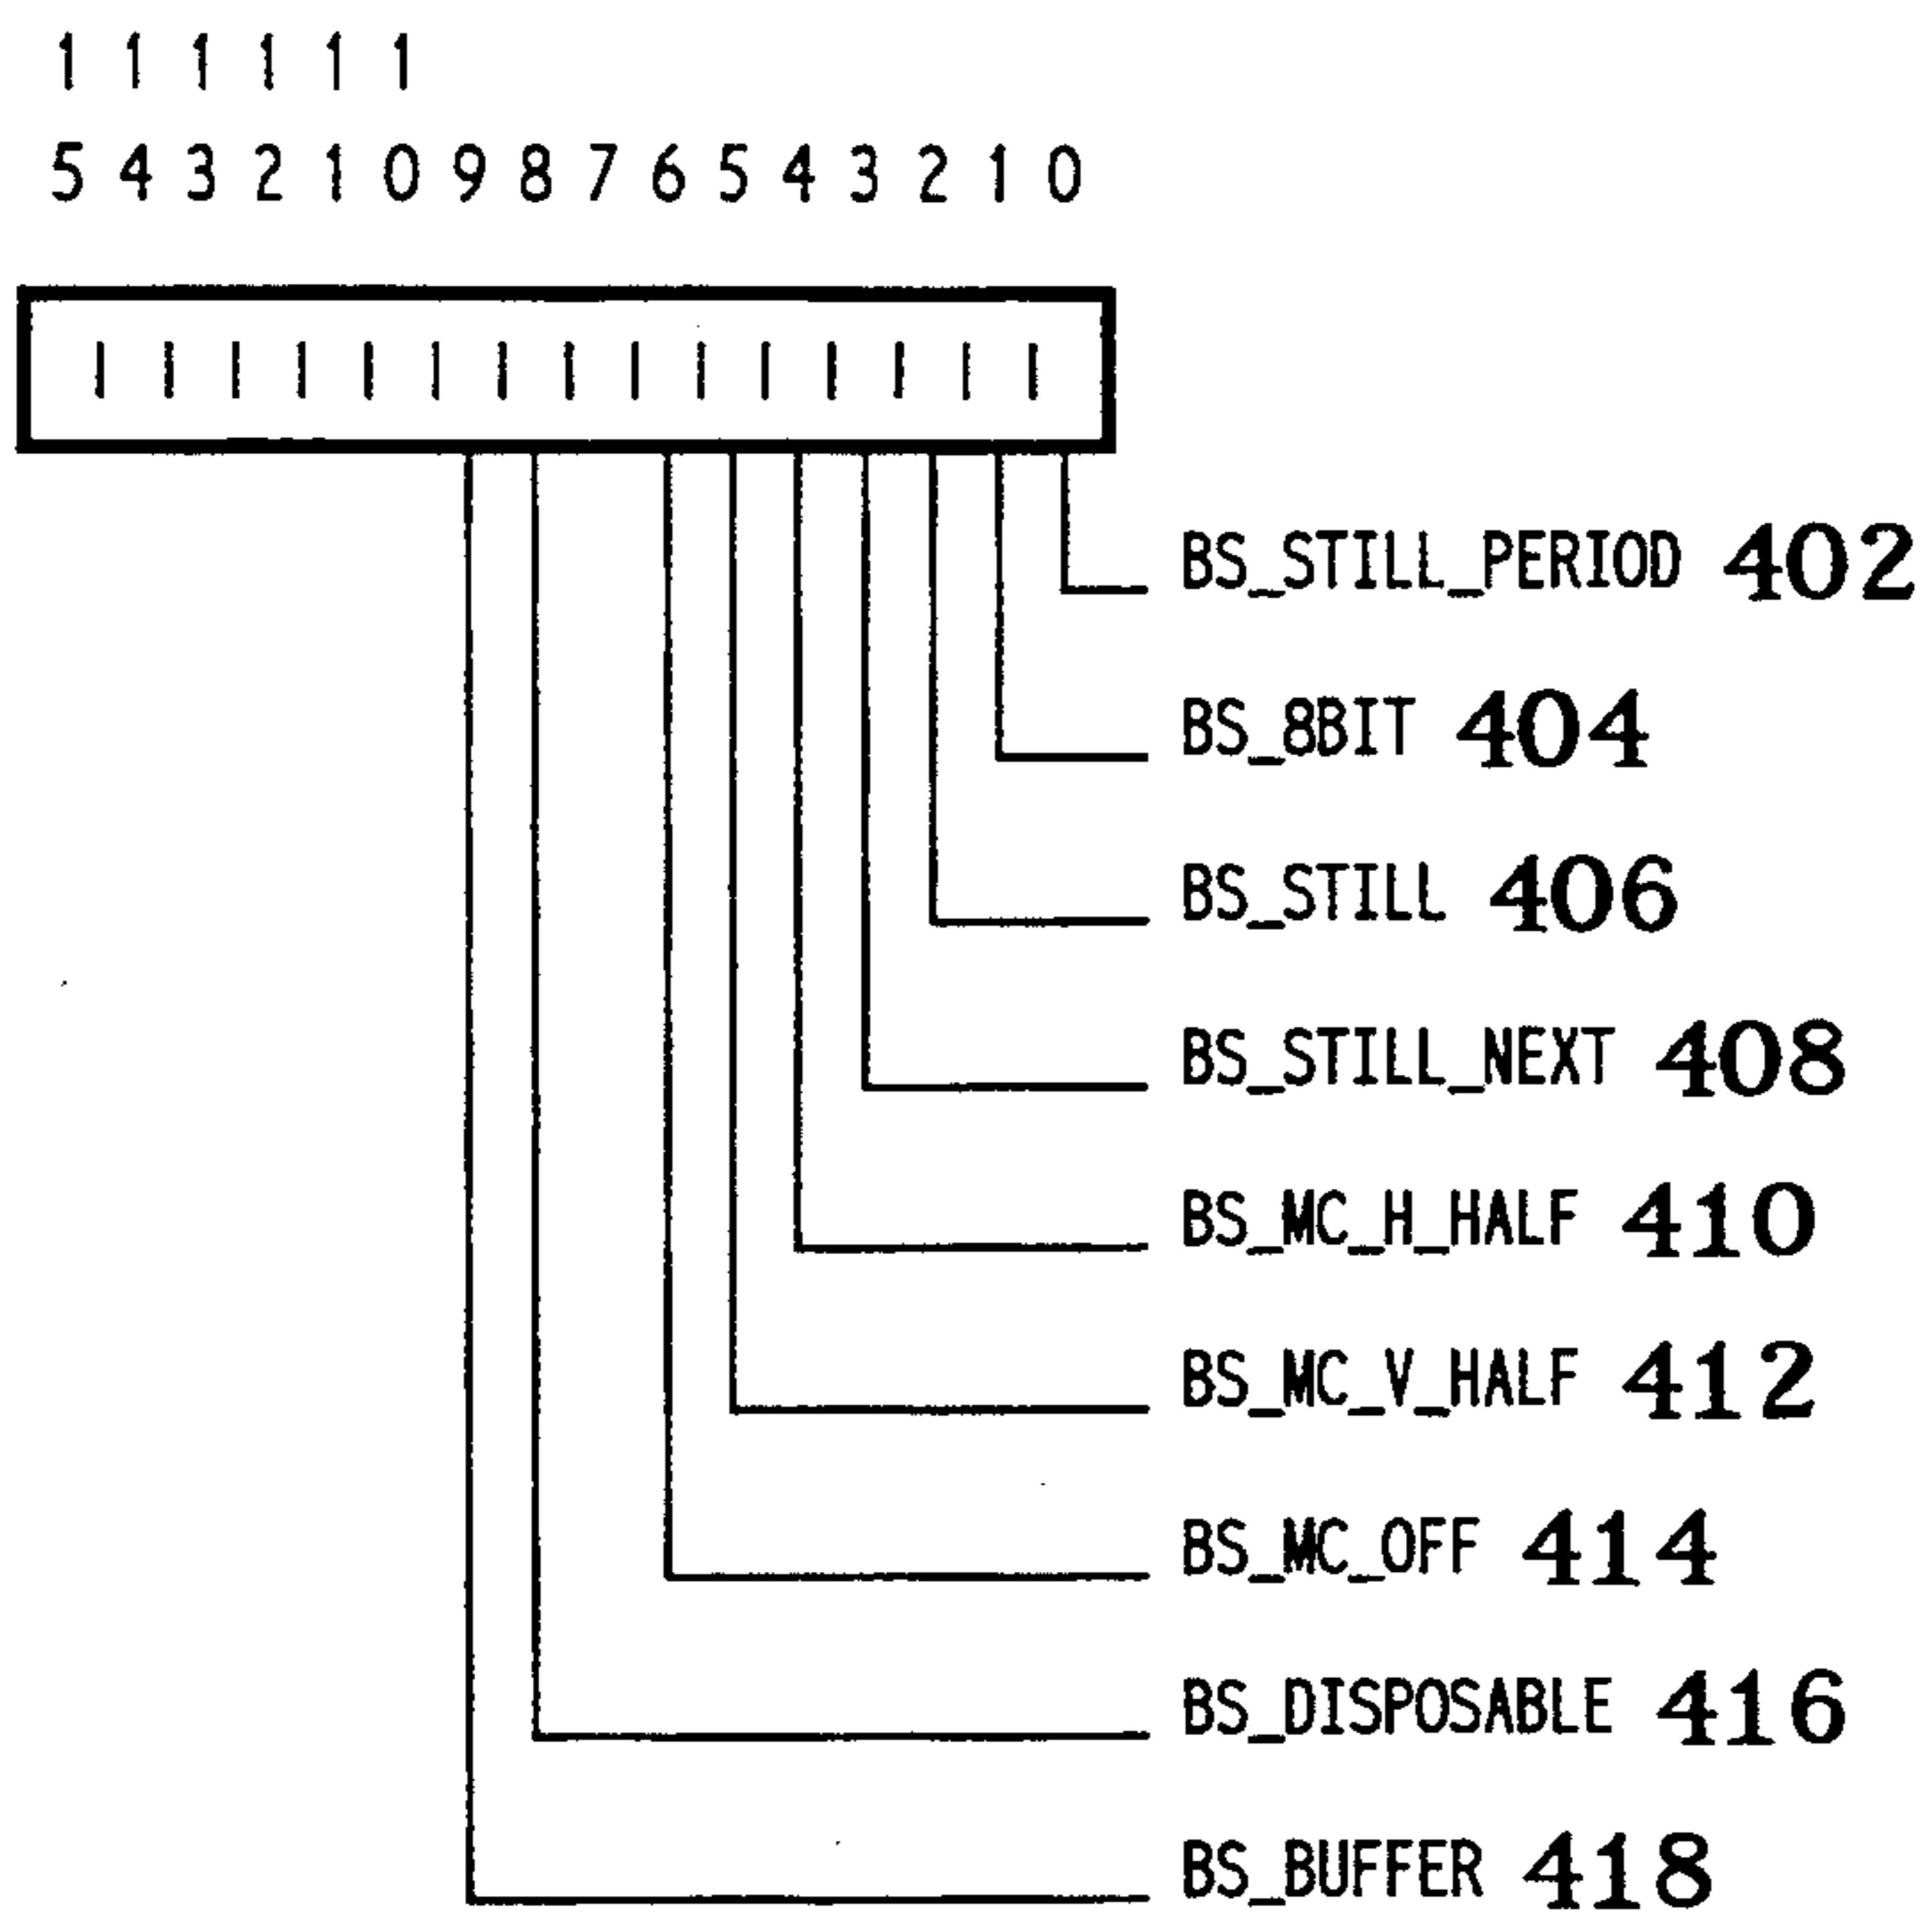 1 1 1 1 1 1
5 4 3 2 1 0 9 8 7 6 5 4 3 2 1 0
BS_STILL_PERIOD 402
BS_8BIT 404
BS_STILL 406
BS_STILL_NEXT 408
BS_MC_H_HALF 410
BS_MC_V_HALF 412
BS_MC_OFF 414
BS_DISPOSABLE 416
BS_BUFFER 418